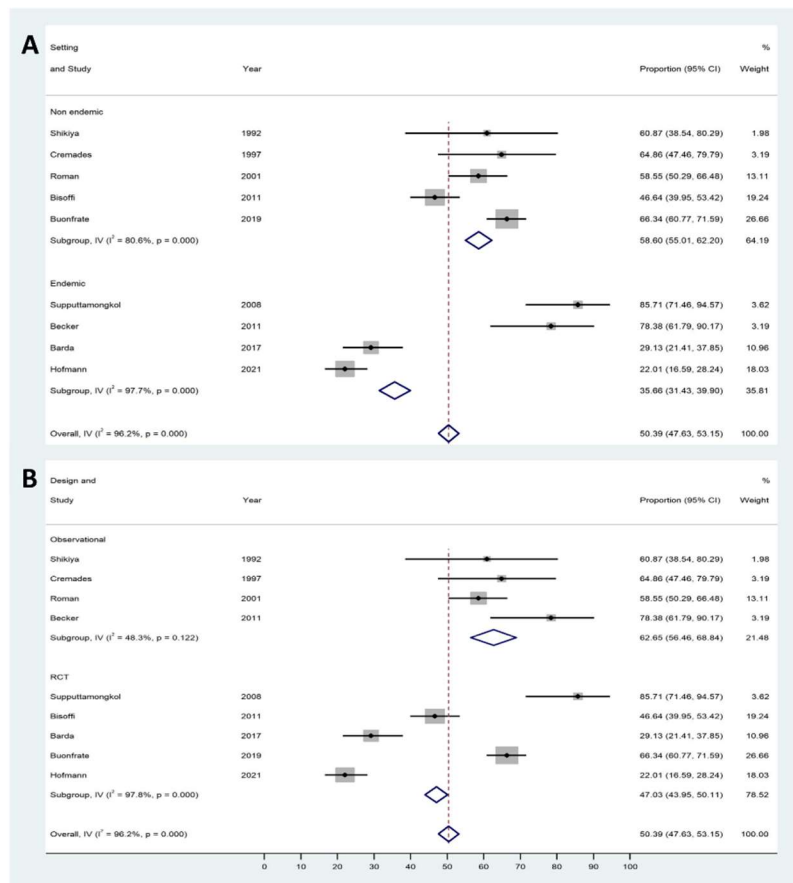 A
Setting %
and Study Year Proportion (95% CI) Weight
Non endemic
Shikiya 1992 60.87 (38.54, 80.29) 1.98
Cremades 1997 64.86 (47.46, 79.79) 3.19
Roman 2001 58.55 (50.29, 66.48) 13.11
Bisoffi 2011 46.64 (39.95, 53.42) 19.24
Buonfrate 2019 66.34 (60.77, 71.59) 26.66
Subgroup, IV (I² = 80.6%, p = 0.000) 58.60 (55.01, 62.20) 64.19
Endemic
Supputtamongkol 2008 85.71 (71.46, 94.57) 3.62
Becker 2011 78.38 (61.79, 90.17) 3.19
Barda 2017 29.13 (21.41, 37.85) 10.96
Hofmann 2021 22.01 (16.59, 28.24) 18.03
Subgroup, IV (I² = 97.7%, p = 0.000) 35.66 (31.43, 39.90) 35.81
Overall, IV (I² = 96.2%, p = 0.000) 50.39 (47.63, 53.15) 100.00
B
Design and %
Study Year Proportion (95% CI) Weight
Observational
Shikiya 1992 60.87 (38.54, 80.29) 1.98
Cremades 1997 64.86 (47.46, 79.79) 3.19
Roman 2001 58.55 (50.29, 66.48) 13.11
Becker 2011 78.38 (61.79, 90.17) 3.19
Subgroup, IV (I² = 48.3%, p = 0.122) 62.65 (56.46, 68.84) 21.48
RCT
Supputtamongkol 2008 85.71 (71.46, 94.57) 3.62
Bisoffi 2011 46.64 (39.95, 53.42) 19.24
Barda 2017 29.13 (21.41, 37.85) 10.96
Buonfrate 2019 66.34 (60.77, 71.59) 26.66
Hofmann 2021 22.01 (16.59, 28.24) 18.03
Subgroup, IV (I² = 97.8%, p = 0.000) 47.03 (43.95, 50.11) 78.52
Overall, IV (I² = 96.2%, p = 0.000) 50.39 (47.63, 53.15) 100.00
0 10 20 30 40 50 60 70 80 90 100